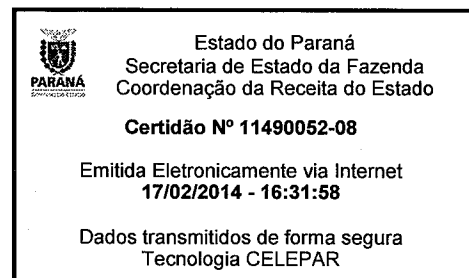 PARANÁ
Estado do Paraná
Secretaria de Estado da Fazenda
Coordenação da Receita do Estado
Certidão Nº 11490052-08
Emitida Eletronicamente via Internet
17/02/2014 - 16:31:58
Dados transmitidos de forma segura
Tecnologia CELEPAR